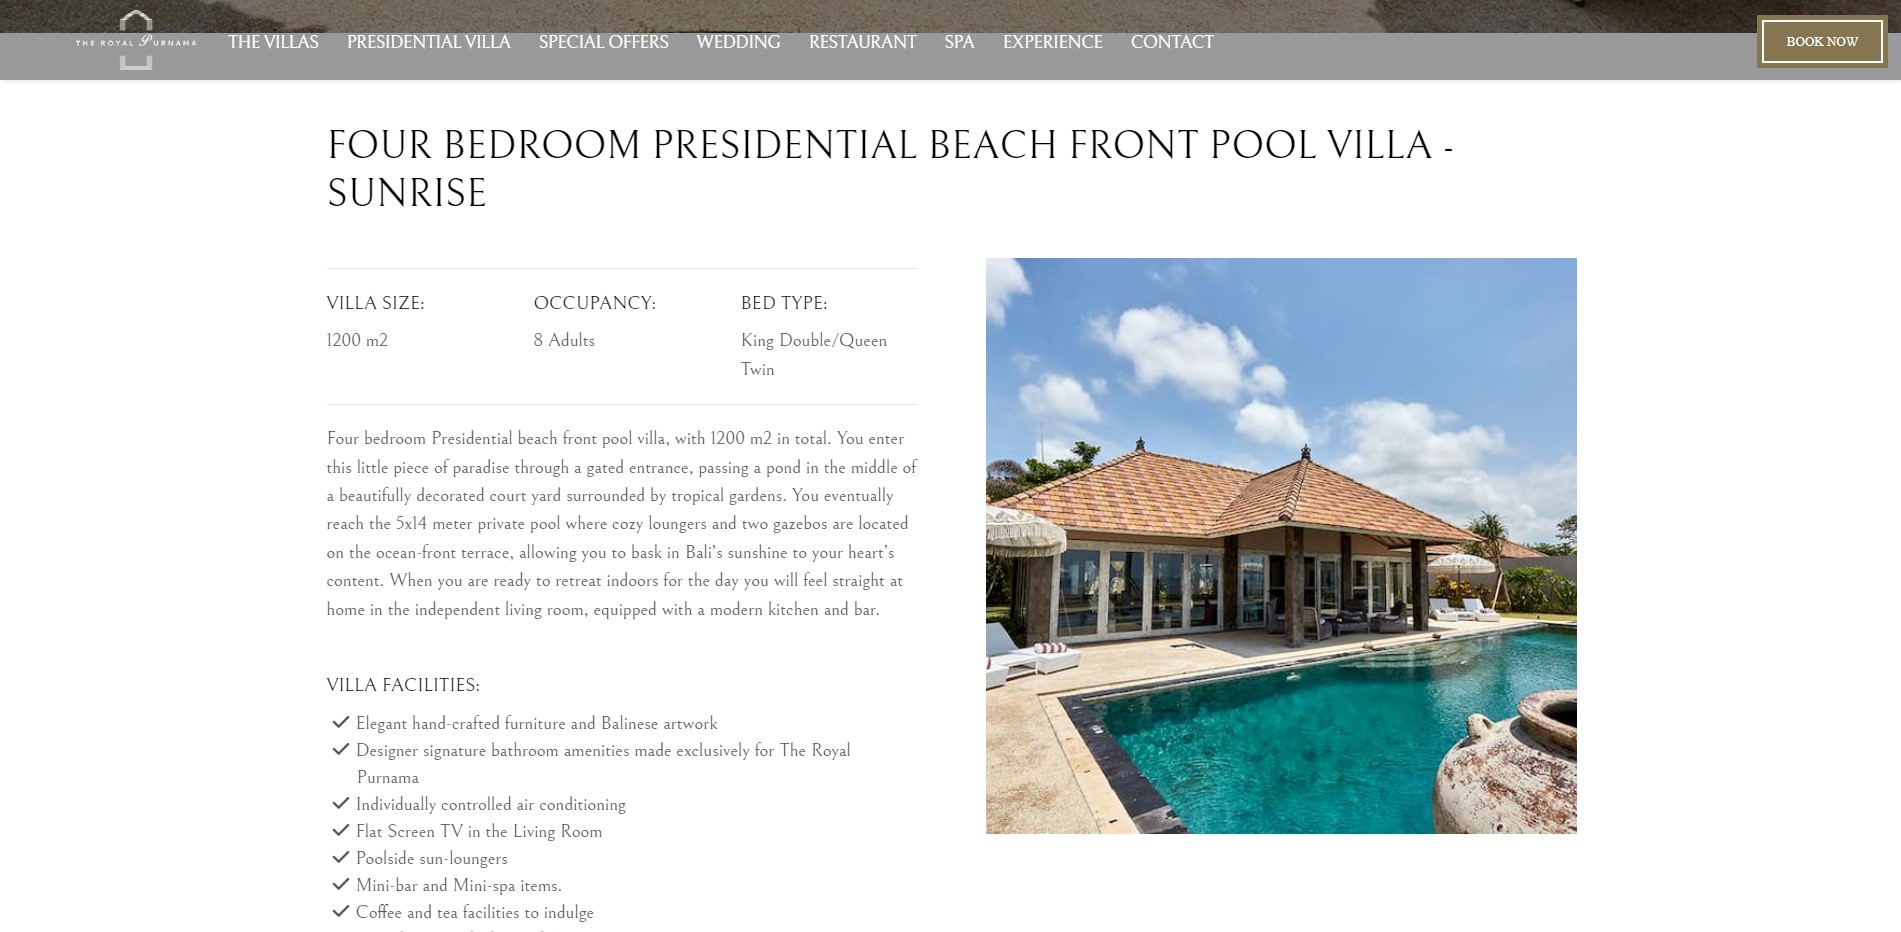 THE ROYAL PURNAMA
THE VILLAS PRESIDENTIAL VILLA SPECIAL OFFERS WEDDING RESTAURANT SPA EXPERIENCE CONTACT
BOOK NOW
FOUR BEDROOM PRESIDENTIAL BEACH FRONT POOL VILLA -
SUNRISE
VILLA SIZE:
1200 m2
OCCUPANCY:
8 Adults
BED TYPE:
King Double/Queen
Twin
Four bedroom Presidential beach front pool villa, with 1200 m2 in total. You enter
this little piece of paradise through a gated entrance, passing a pond in the middle of
a beautifully decorated court yard surrounded by tropical gardens. You eventually
reach the 5x14 meter private pool where cozy loungers and two gazebos are located
on the ocean-front terrace, allowing you to bask in Bali’s sunshine to your heart’s
content. When you are ready to retreat indoors for the day you will feel straight at
home in the independent living room, equipped with a modern kitchen and bar.
VILLA FACILITIES:
Elegant hand-crafted furniture and Balinese artwork
Designer signature bathroom amenities made exclusively for The Royal
Purnama
Individually controlled air conditioning
Flat Screen TV in the Living Room
Poolside sun-loungers
Mini-bar and Mini-spa items.
Coffee and tea facilities to indulge